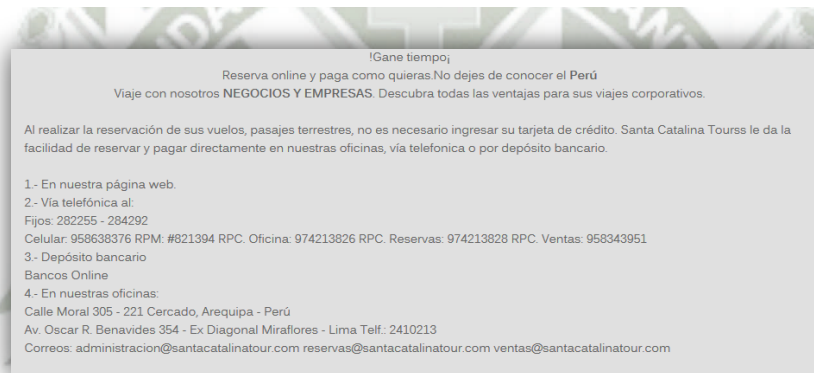 !Gane tiempo¡
Reserva online y paga como quieras.No dejes de conocer el Perú
Viaje con nosotros NEGOCIOS Y EMPRESAS. Descubra todas las ventajas para sus viajes corporativos.
Al realizar la reservación de sus vuelos, pasajes terrestres, no es necesario ingresar su tarjeta de crédito. Santa Catalina Tourss le da la
facilidad de reservar y pagar directamente en nuestras oficinas, vía telefonica o por depósito bancario.
1.- En nuestra página web.
2.- Vía telefónica al:
Fijos: 282255 - 284292
Celular: 958638376 RPM: #821394 RPC. Oficina: 974213826 RPC. Reservas: 974213828 RPC. Ventas: 958343951
3.- Depósito bancario
Bancos Online
4.- En nuestras oficinas:
Calle Moral 305 - 221 Cercado, Arequipa - Perú
Av. Oscar R. Benavides 354 - Ex Diagonal Miraflores - Lima Telf.: 2410213
Correos: administracion@santacatalinatour.com reservas@santacatalinatour.com ventas@santacatalinatour.com